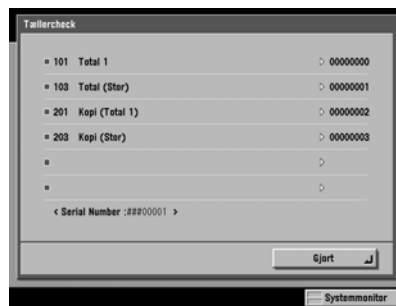 Tællercheck
101 Total 1 00000000
103 Total (Stor) 00000001
201 Kopi (Total 1) 00000002
203 Kopi (Stor) 00000003
< Serial Number :###00001 >
Gjort
Systemmonitor